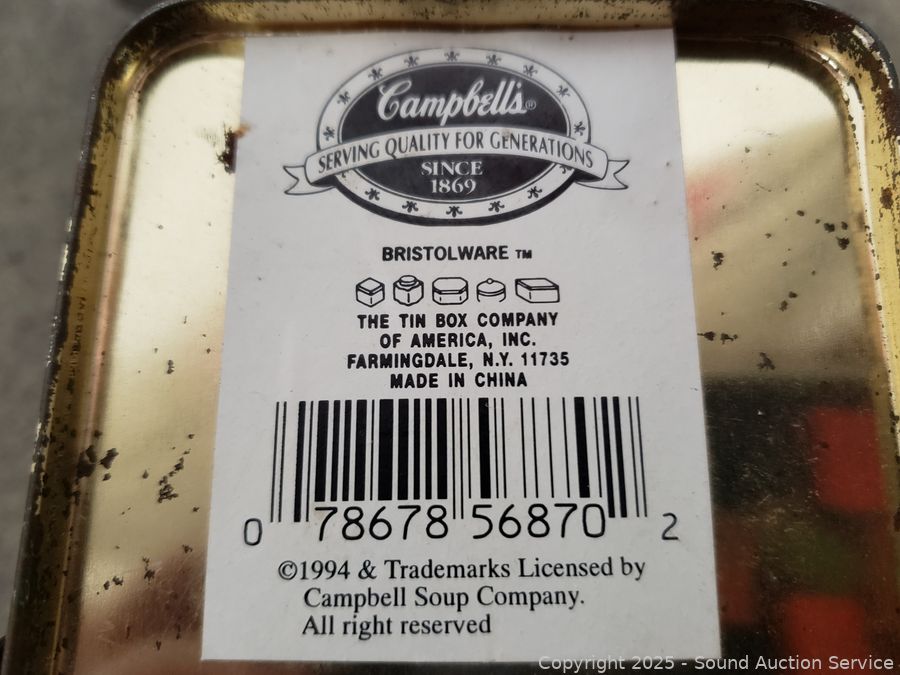 Campbell's®
SERVING QUALITY FOR GENERATIONS
SINCE
1869
BRISTOLWARE ™
THE TIN BOX COMPANY
OF AMERICA, INC.
FARMINGDALE, N.Y. 11735
MADE IN CHINA
0 78678 56870 2
©1994 & Trademarks Licensed by
Campbell Soup Company.
All right reserved
Copyright 2025 - Sound Auction Service